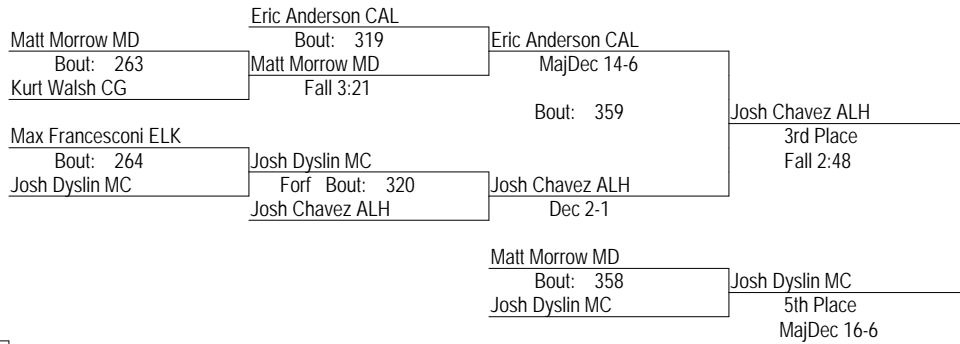 Eric Anderson CAL
Matt Morrow MD
Bout: 319
Eric Anderson CAL
Bout: 263
Matt Morrow MD
MajDec 14-6
Kurt Walsh CG
Fall 3:21
Bout: 359
Josh Chavez ALH
Max Francesconi ELK
3rd Place
Bout: 264
Josh Dyslin MC
Fall 2:48
Josh Dyslin MC
Forf Bout: 320
Josh Chavez ALH
Josh Chavez ALH
Dec 2-1
Matt Morrow MD
Bout: 358
Josh Dyslin MC
Josh Dyslin MC
5th Place
MajDec 16-6